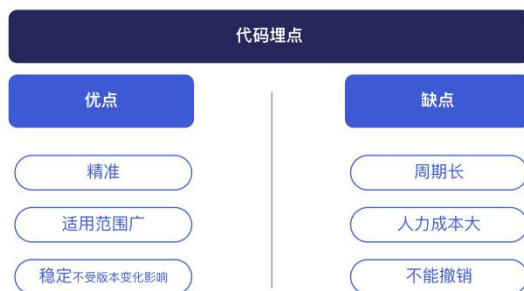 代码埋点
优点
缺点
精准
周期长
适用范围广
人力成本大
稳定不受版本变化影响
不能撤销